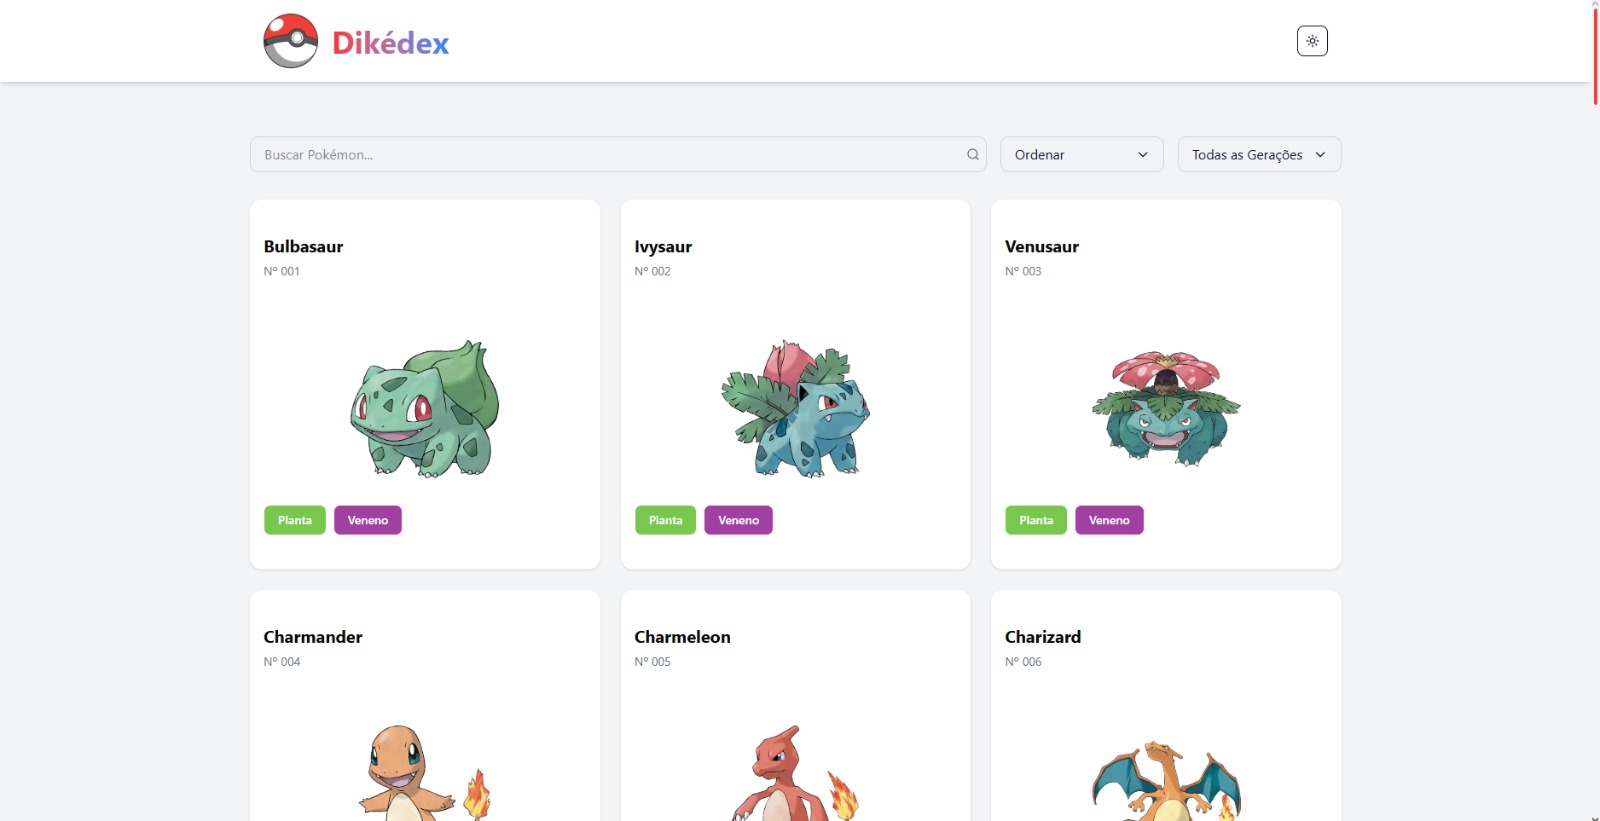 Dikédex
Buscar Pokémon...
Ordenar
Todas as Gerações
Bulbasaur
Nº 001
Planta
Veneno
Ivysaur
Nº 002
Planta
Veneno
Venusaur
Nº 003
Planta
Veneno
Charmander
Nº 004
Charmeleon
Nº 005
Charizard
Nº 006